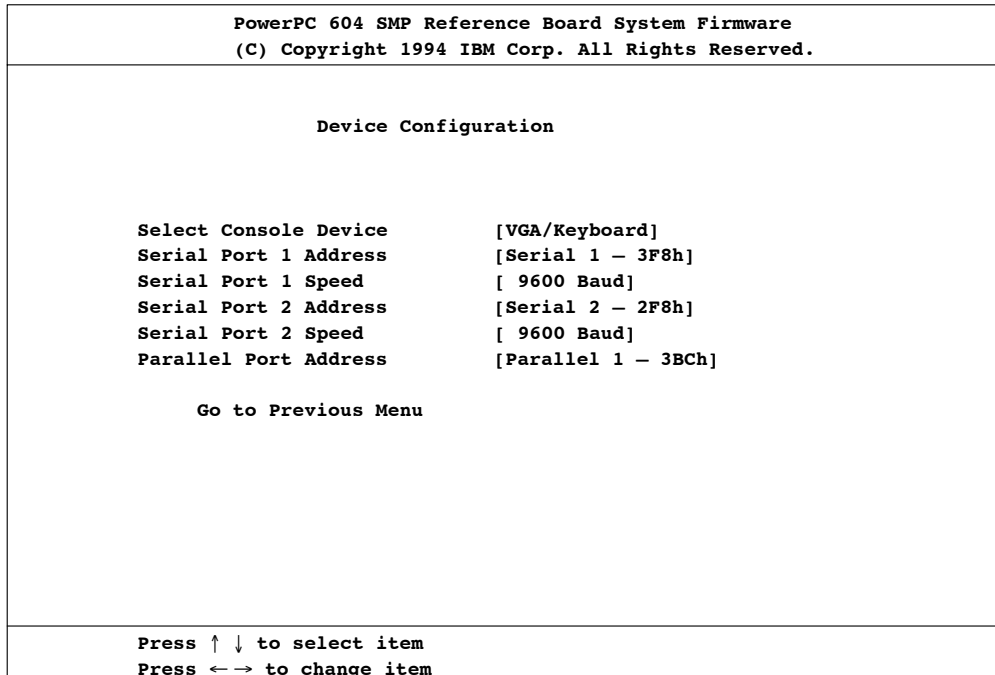 PowerPC 604 SMP Reference Board System Firmware
(C) Copyright 1994 IBM Corp. All Rights Reserved.
Device Configuration
Select Console Device [VGA/Keyboard]
Serial Port 1 Address [Serial 1 – 3F8h]
Serial Port 1 Speed [ 9600 Baud]
Serial Port 2 Address [Serial 2 – 2F8h]
Serial Port 2 Speed [ 9600 Baud]
Parallel Port Address [Parallel 1 – 3BCh]
Go to Previous Menu
Press ↑ ↓ to select item
Press ← → to change item